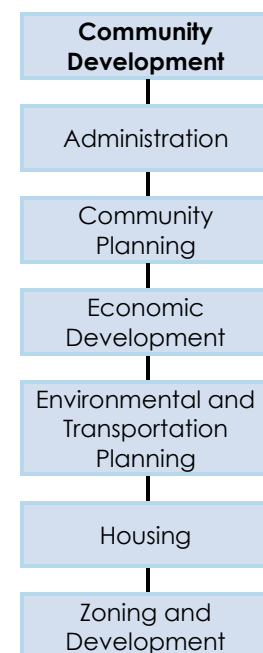 Community
Development
Administration
Community
Planning
Economic
Development
Environmental and
Transportation
Planning
Housing
Zoning and
Development